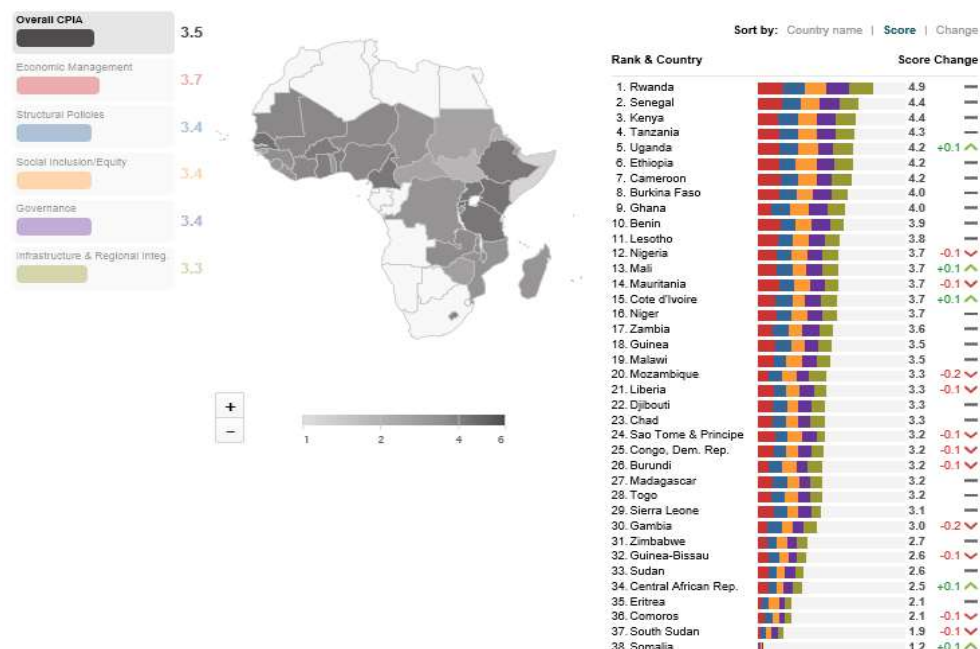 Overall CPIA
3.5
Economic Management
3.7
Structural Policies
3.4
Social Inclusion/Equity
3.4
Governance
3.4
Infrastructure & Regional Integ.
3.3
+
−
1 2 4 6
Sort by: Country name | Score | Change
Rank & Country Score Change
1. Rwanda 4.9
2. Senegal 4.4
3. Kenya 4.4
4. Tanzania 4.3
5. Uganda 4.2 +0.1
6. Ethiopia 4.2
7. Cameroon 4.2
8. Burkina Faso 4.0
9. Ghana 4.0
10. Benin 3.9
11. Lesotho 3.8
12. Nigeria 3.7 -0.1
13. Mali 3.7 +0.1
14. Mauritania 3.7 -0.1
15. Cote d'Ivoire 3.7 +0.1
16. Niger 3.7
17. Zambia 3.6
18. Guinea 3.5
19. Malawi 3.5
20. Mozambique 3.3 -0.2
21. Liberia 3.3 -0.1
22. Djibouti 3.3
23. Chad 3.3
24. Sao Tome & Principe 3.2 -0.1
25. Congo, Dem. Rep. 3.2 -0.1
26. Burundi 3.2 -0.1
27. Madagascar 3.2
28. Togo 3.2
29. Sierra Leone 3.1
30. Gambia 3.0 -0.2
31. Zimbabwe 2.7
32. Guinea-Bissau 2.6 -0.1
33. Sudan 2.6
34. Central African Rep. 2.5 +0.1
35. Eritrea 2.1
36. Comoros 2.1 -0.1
37. South Sudan 1.9 -0.1
38. Somalia 1.2 +0.1